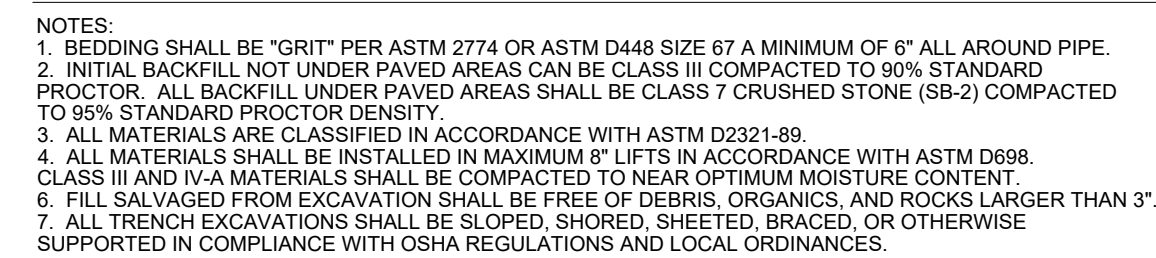 NOTES:
1. BEDDING SHALL BE "GRIT" PER ASTM 2774 OR ASTM D448 SIZE 67 A MINIMUM OF 6" ALL AROUND PIPE.
2. INITIAL BACKFILL NOT UNDER PAVED AREAS CAN BE CLASS III COMPACTED TO 90% STANDARD
PROCTOR. ALL BACKFILL UNDER PAVED AREAS SHALL BE CLASS 7 CRUSHED STONE (SB-2) COMPACTED
TO 95% STANDARD PROCTOR DENSITY.
3. ALL MATERIALS ARE CLASSIFIED IN ACCORDANCE WITH ASTM D2321-89.
4. ALL MATERIALS SHALL BE INSTALLED IN MAXIMUM 8" LIFTS IN ACCORDANCE WITH ASTM D698.
CLASS III AND IV-A MATERIALS SHALL BE COMPACTED TO NEAR OPTIMUM MOISTURE CONTENT.
6. FILL SALVAGED FROM EXCAVATION SHALL BE FREE OF DEBRIS, ORGANICS, AND ROCKS LARGER THAN 3".
7. ALL TRENCH EXCAVATIONS SHALL BE SLOPED, SHORED, SHEETED, BRACED, OR OTHERWISE
SUPPORTED IN COMPLIANCE WITH OSHA REGULATIONS AND LOCAL ORDINANCES.